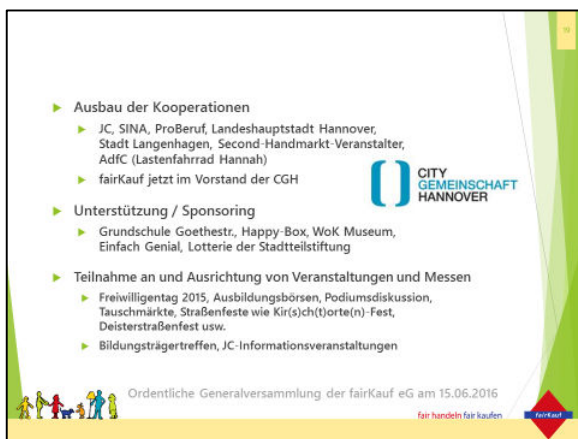 19
Ausbau der Kooperationen
JC, SINA, ProBeruf, Landeshauptstadt Hannover,
Stadt Langenhagen, Second-Handmarkt-Veranstalter,
AdfC (Lastenfahrrad Hannah)
fairKauf jetzt im Vorstand der CGH
CITY
GEMEINSCHAFT
HANNOVER
Unterstützung / Sponsoring
Grundschule Goethestr., Happy-Box, WoK Museum,
Einfach Genial, Lotterie der Stadtteilstiftung
Teilnahme an und Ausrichtung von Veranstaltungen und Messen
Freiwilligentag 2015, Ausbildungsbörsen, Podiumsdiskussion,
Tauschmärkte, Straßenfeste wie Kir(s)ch(t)orte(n)-Fest,
Deisterstraßenfest usw.
Bildungsträgertreffen, JC-Informationsveranstaltungen
Ordentliche Generalversammlung der fairKauf eG am 15.06.2016
fair handeln fair kaufen
fairKauf